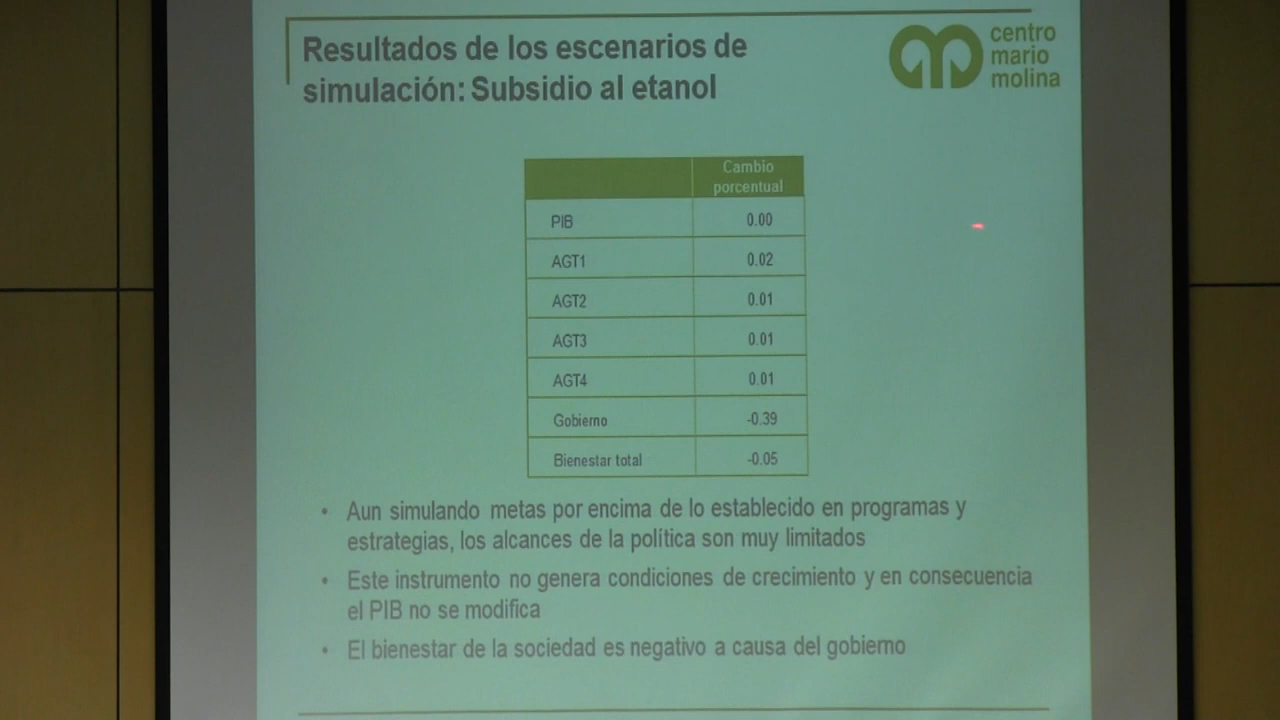 Resultados de los escenarios de
simulación: Subsidio al etanol
centro
mario
molina
Cambio
porcentual
PIB 0.00
AGT1 0.02
AGT2 0.01
AGT3 0.01
AGT4 0.01
Gobierno -0.39
Bienestar total -0.05
• Aun simulando metas por encima de lo establecido en programas y
estrategias, los alcances de la política son muy limitados
• Este instrumento no genera condiciones de crecimiento y en consecuencia
el PIB no se modifica
• El bienestar de la sociedad es negativo a causa del gobierno